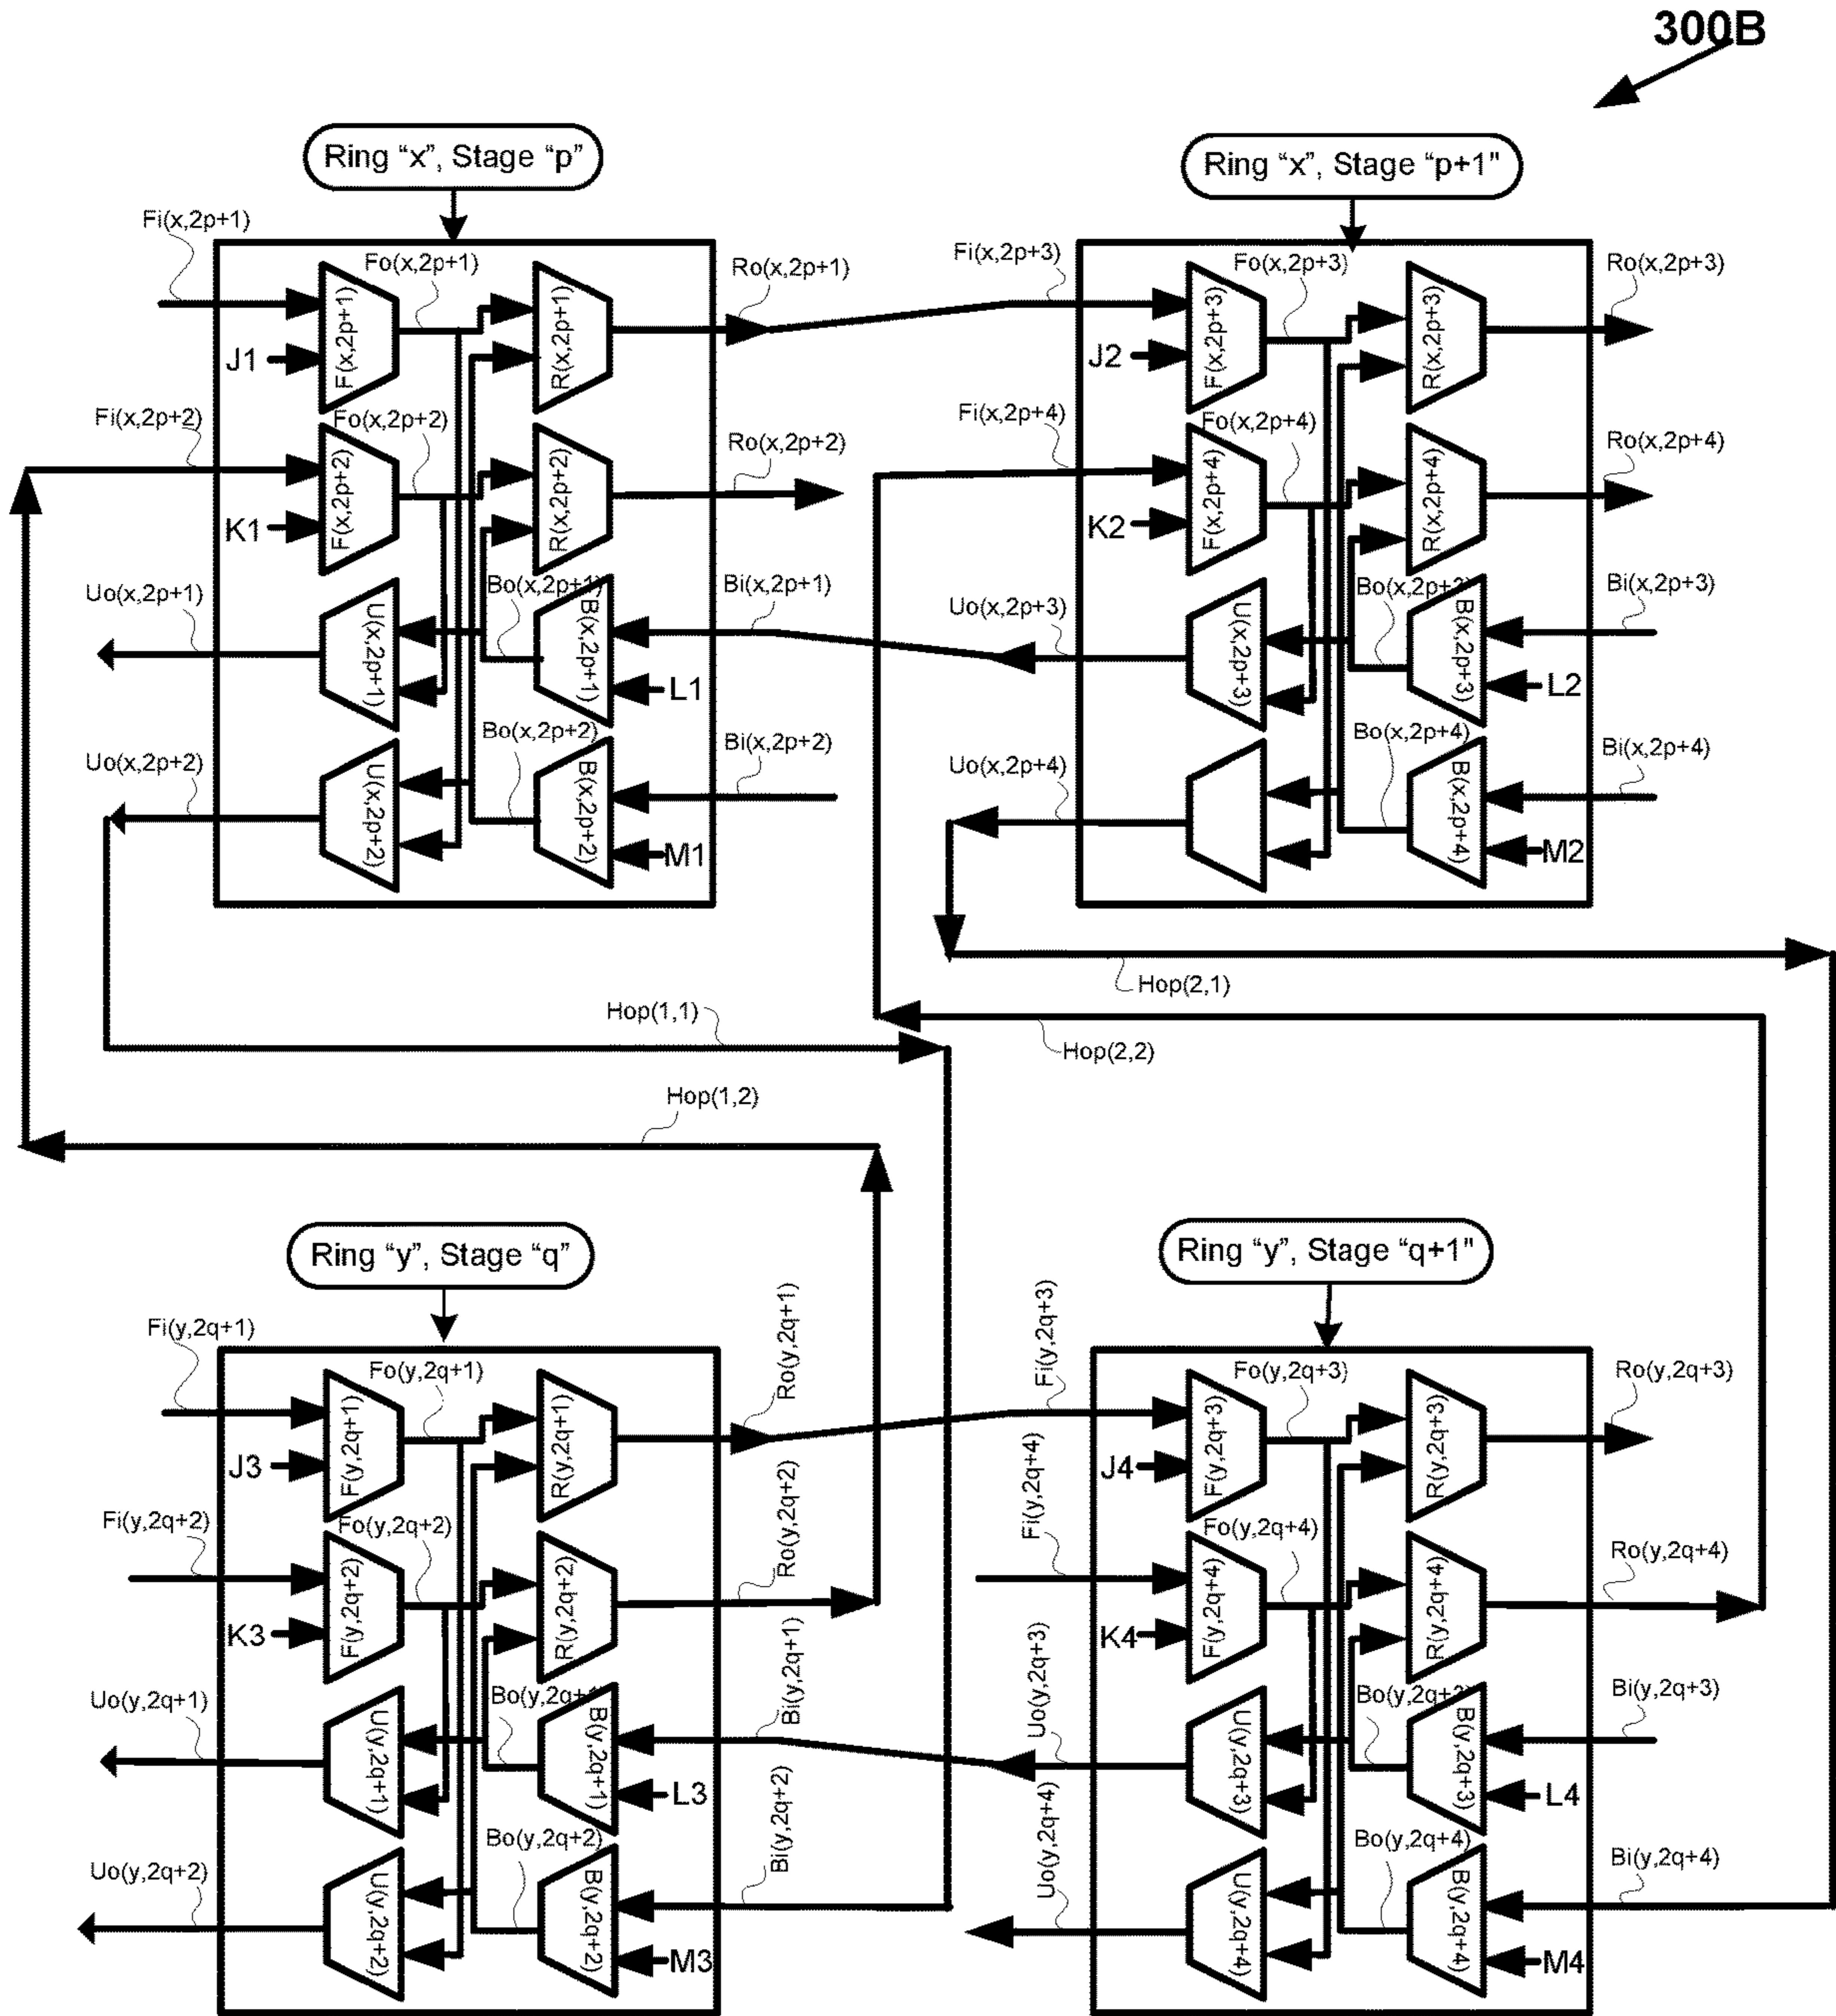 300B
Ring “x”, Stage “p”
Ring “x”, Stage “p+1"
Fi(x,2p+1)
Fo(x,2p+1)
Ro(x,2p+1)
F(x,2p+1)
R(x,2p+1)
J1
Fi(x,2p+2)
Fo(x,2p+2)
Ro(x,2p+2)
F(x,2p+2)
R(x,2p+2)
K1
Uo(x,2p+1)
Bo(x,2p+1)
Bi(x,2p+1)
U(x,2p+1)
B(x,2p+1)
L1
Uo(x,2p+2)
Bo(x,2p+2)
Bi(x,2p+2)
U(x,2p+2)
B(x,2p+2)
M1
Fi(x,2p+3)
Fo(x,2p+3)
Ro(x,2p+3)
F(x,2p+3)
R(x,2p+3)
J2
Fi(x,2p+4)
Fo(x,2p+4)
Ro(x,2p+4)
F(x,2p+4)
R(x,2p+4)
K2
Uo(x,2p+3)
Bi(x,2p+3)
U(x,2p+3)
B(x,2p+3)
L2
Uo(x,2p+4)
Bo(x,2p+4)
Bi(x,2p+4)
B(x,2p+4)
M2
Hop(2,1)
Hop(1,1)
Hop(2,2)
Hop(1,2)
Ring “y”, Stage “q”
Ring “y”, Stage “q+1"
Fi(y,2q+1)
Fo(y,2q+1)
Ro(y,2q+1)
F(y,2q+1)
R(y,2q+1)
J3
Fi(y,2q+2)
Fo(y,2q+2)
Ro(y,2q+2)
F(y,2q+2)
R(y,2q+2)
K3
Uo(y,2q+1)
Bi(y,2q+1)
U(y,2q+1)
B(y,2q+1)
L3
Uo(y,2q+2)
Bo(y,2q+2)
Bi(y,2q+2)
U(y,2q+2)
B(y,2q+2)
M3
Fi(y,2q+3)
Fo(y,2q+3)
Ro(y,2q+3)
F(y,2q+3)
R(y,2q+3)
J4
Fi(y,2q+4)
Fo(y,2q+4)
Ro(y,2q+4)
F(y,2q+4)
R(y,2q+4)
K4
Uo(y,2q+3)
Bi(y,2q+3)
U(y,2q+3)
B(y,2q+3)
L4
Uo(y,2q+4)
Bo(y,2q+4)
Bi(y,2q+4)
U(y,2q+4)
B(y,2q+4)
M4